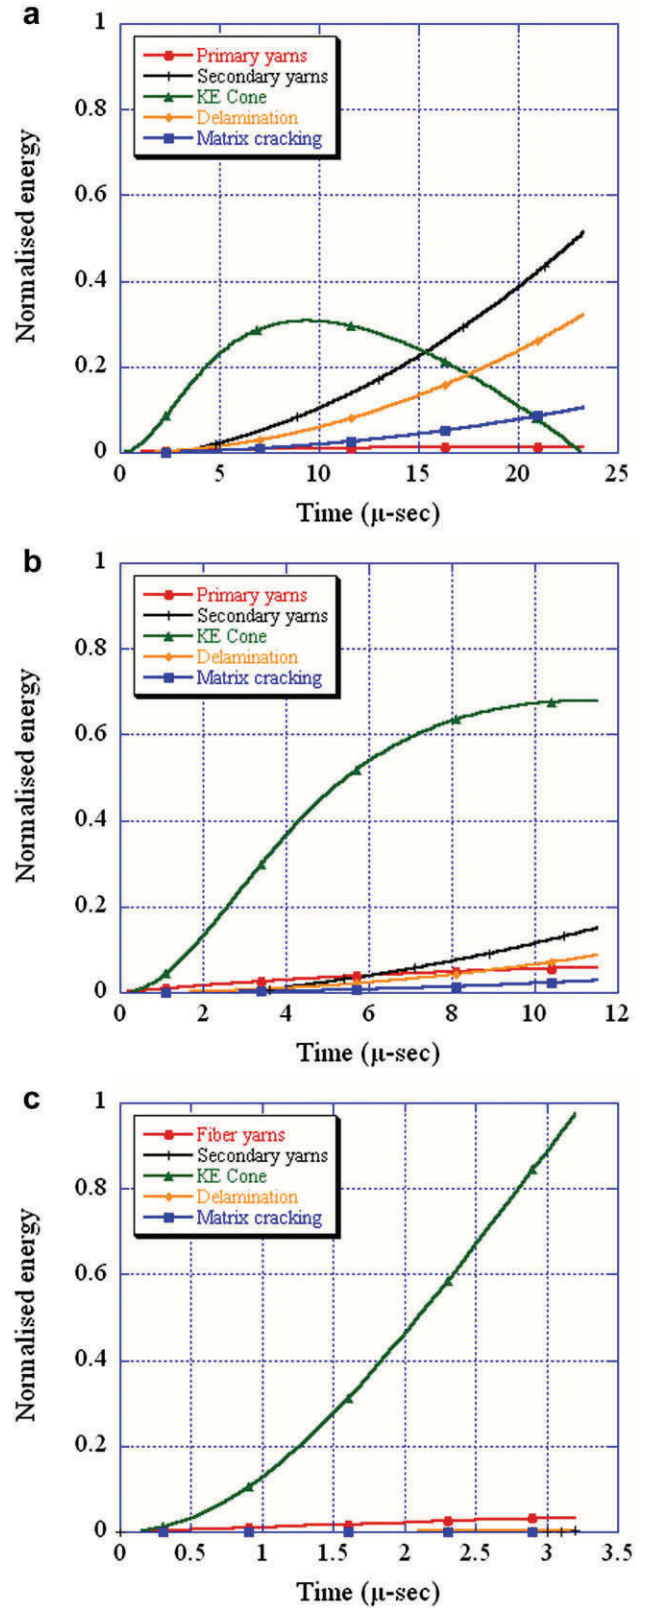 a
1
0.8
0.6
0.4
0.2
0
Normalised energy
Primary yarns
Secondary yarns
KE Cone
Delamination
Matrix cracking
0 5 10 15 20 25
Time (μ-sec)
b
1
0.8
0.6
0.4
0.2
0
Normalised energy
Primary yarns
Secondary yarns
KE Cone
Delamination
Matrix cracking
0 2 4 6 8 10 12
Time (μ-sec)
c
1
0.8
0.6
0.4
0.2
0
Normalised energy
Fiber yarns
Secondary yarns
KE Cone
Delamination
Matrix cracking
0 0.5 1 1.5 2 2.5 3 3.5
Time (μ-sec)